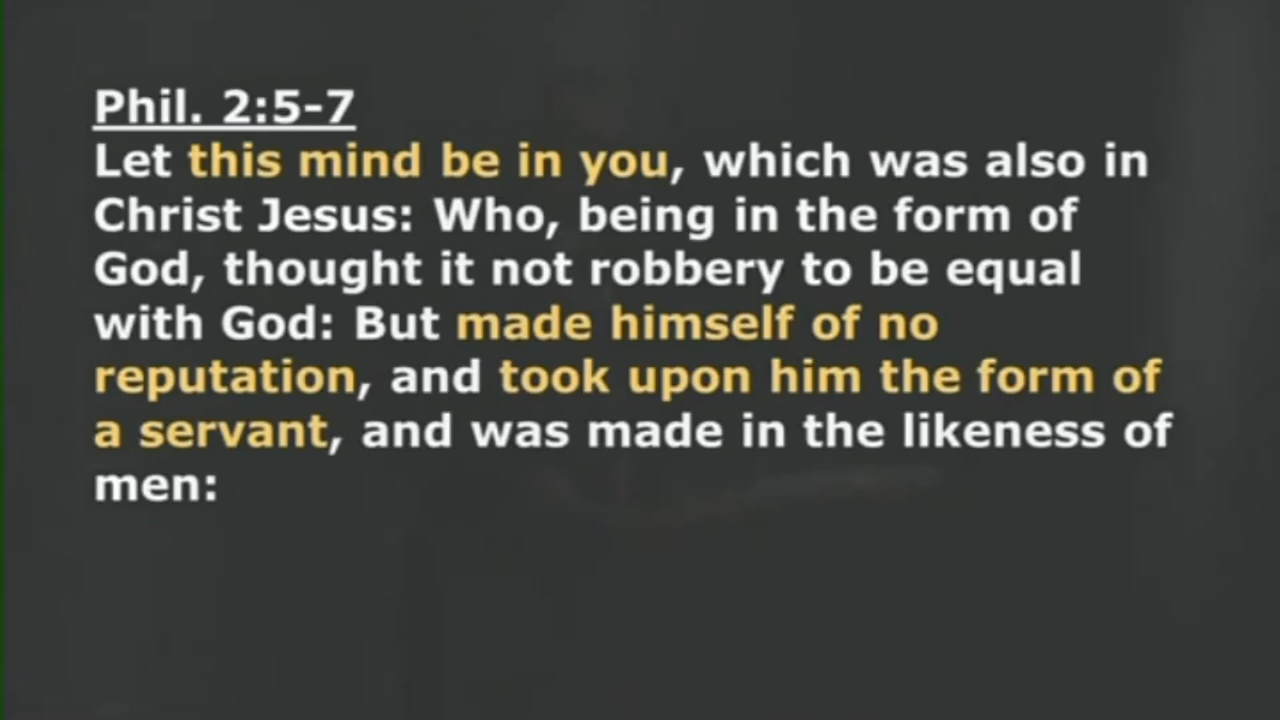 Phil. 2:5-7
Let this mind be in you, which was also in
Christ Jesus: Who, being in the form of
God, thought it not robbery to be equal
with God: But made himself of no
reputation, and took upon him the form of
a servant, and was made in the likeness of
men: